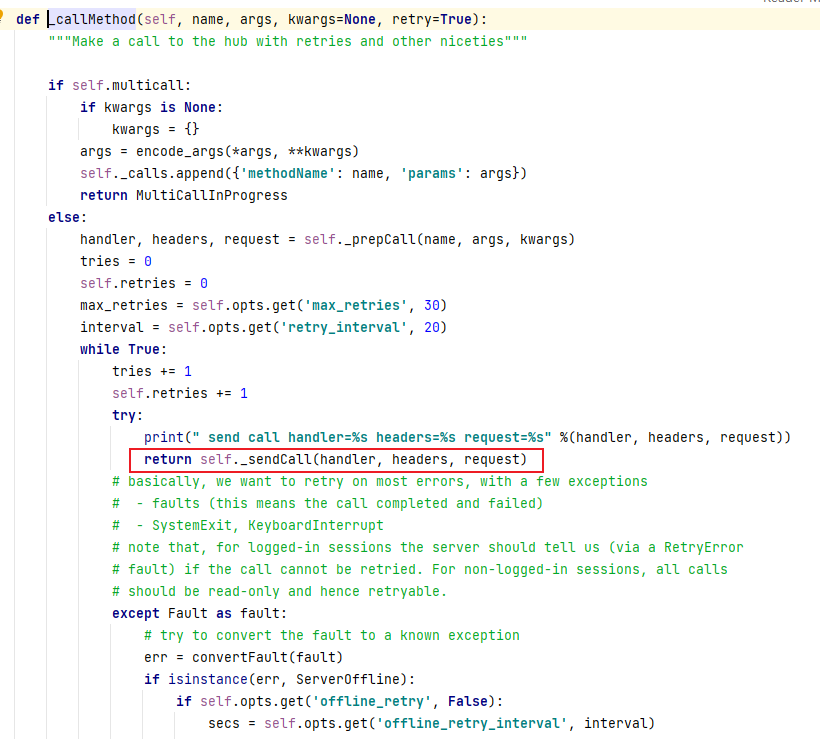 def _callMethod(self, name, args, kwargs=None, retry=True):
"""Make a call to the hub with retries and other niceties"""
if self.multicall:
if kwargs is None:
kwargs = {}
args = encode_args(*args, **kwargs)
self._calls.append({'methodName': name, 'params': args})
return MultiCallInProgress
else:
handler, headers, request = self._prepCall(name, args, kwargs)
tries = 0
self.retries = 0
max_retries = self.opts.get('max_retries', 30)
interval = self.opts.get('retry_interval', 20)
while True:
tries += 1
self.retries += 1
try:
print(" send call handler=%s headers=%s request=%s" %(handler, headers, request))
return self._sendCall(handler, headers, request)
# basically, we want to retry on most errors, with a few exceptions
#  - faults (this means the call completed and failed)
#  - SystemExit, KeyboardInterrupt
# note that, for logged-in sessions the server should tell us (via a RetryError
# fault) if the call cannot be retried. For non-logged-in sessions, all calls
# should be read-only and hence retryable.
except Fault as fault:
# try to convert the fault to a known exception
err = convertFault(fault)
if isinstance(err, ServerOffline):
if self.opts.get('offline_retry', False):
secs = self.opts.get('offline_retry_interval', interval)